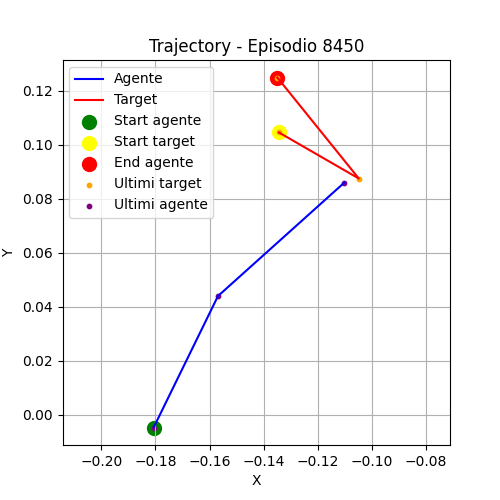 Trajectory - Episodio 8450
Agente
Target
Start agente
Start target
End agente
Ultimi target
Ultimi agente
0.12
0.10
0.08
0.06
0.04
0.02
0.00
Y
−0.20 −0.18 −0.16 −0.14 −0.12 −0.10 −0.08
X